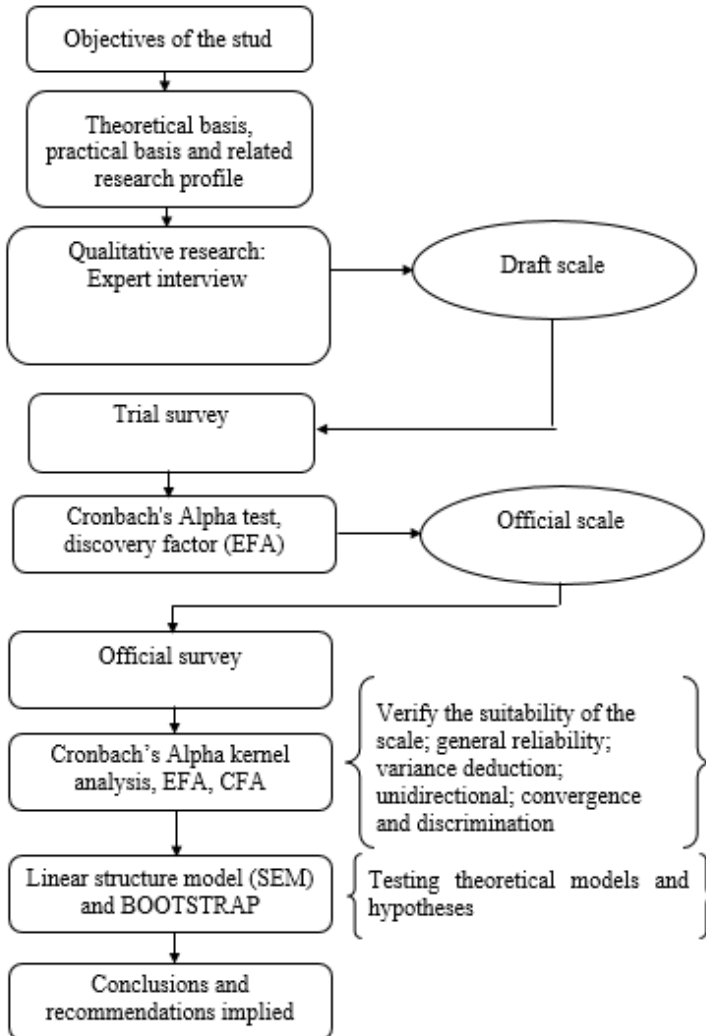 Objectives of the stud
Theoretical basis,
practical basis and related
research profile
Qualitative research:
Expert interview
Draft scale
Trial survey
Cronbach's Alpha test,
discovery factor (EFA)
Official scale
Official survey
Cronbach’s Alpha kernel
analysis, EFA, CFA
Verify the suitability of the
scale; general reliability;
variance deduction;
unidirectional; convergence
and discrimination
Linear structure model (SEM)
and BOOTSTRAP
Testing theoretical models and
hypotheses
Conclusions and
recommendations implied